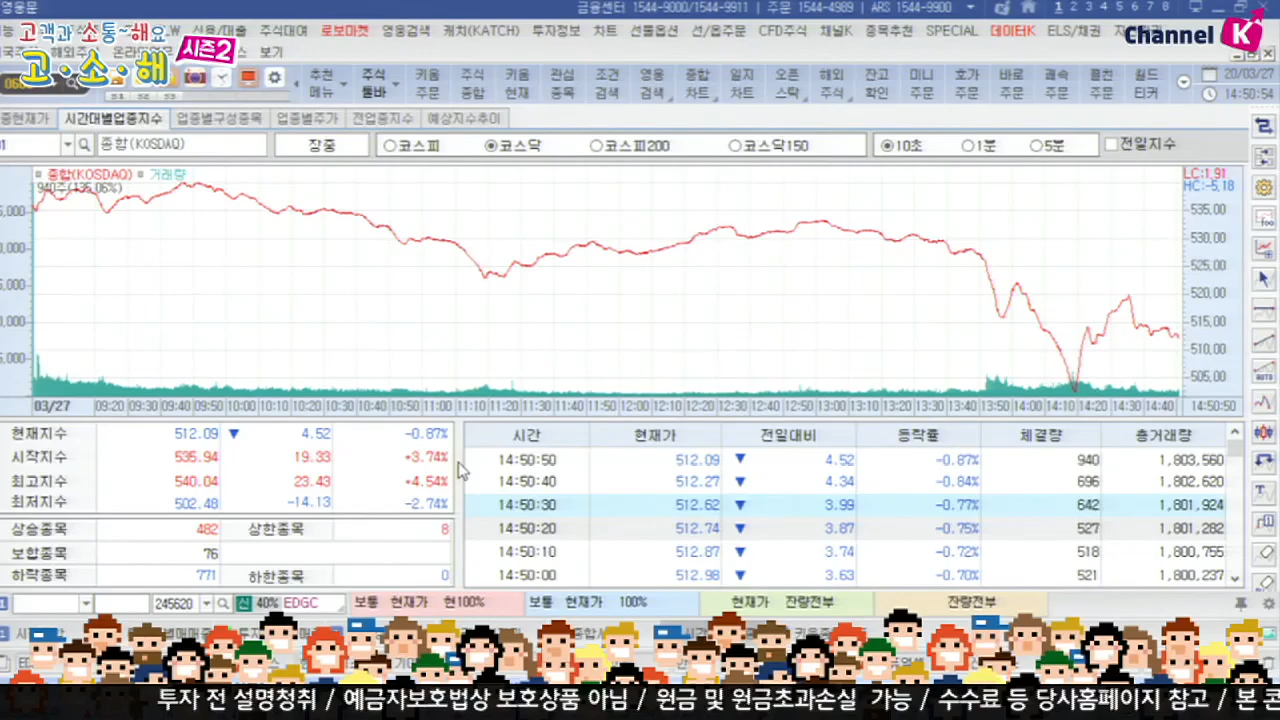 영웅문
금융센터 1544-9000/1544-9911 | 주문 1544-4989 | ARS 1544-9900
1 2 3 4 5 6 7 8
고객과 소통~해요
고·소·해
시즌2
Channel K
신용/대출 주식대여 로보마켓 영웅검색 캐치(KATCH) 투자정보 차트 선물옵션 선/옵주문 CFD주식 채널K 종목추천 SPECIAL 데이타K ELS/채권
보기
추천 메뉴
주식 툴바
키움 주문
주식 종합
키움 현재
관심 종목
조건 검색
영웅 검색
종합 차트
오픈 스탁
해외 주식
잔고 확인
미니 주문
호가 주문
바로 주문
쾌속 주문
월드 티커
20/03/27
14:50:54
업종현재가 시간대별업종지수 업종별구성종목 업종별주가 전업종지수 예상지수추이
종합(KOSDAQ) 장중 코스피 코스닥 코스피200 코스닥150 10초 1분 5분 전일지수
종합(KOSDAQ) 거래량
940주(135.06%)
LC:1.91
HC:-5.18
535.00
530.00
525.00
520.00
515.00
510.00
505.00
03/27 09:20 09:30 09:40 09:50 10:00 10:10 10:20 10:30 10:40 10:50 11:00 11:10 11:20 11:30 11:40 11:50 12:00 12:10 12:20 12:30 12:40 12:50 13:00 13:10 13:20 13:30 13:40 13:50 14:00 14:10 14:20 14:30 14:40 14:50:50
현재지수 512.09 ▼ 4.52 -0.87%
시작지수 535.94 19.33 +3.74%
최고지수 540.04 23.43 +4.54%
최저지수 502.48 -14.13 -2.74%
상승종목 482 상한종목 8
보합종목 76
하락종목 771 하한종목 0
시간 현재가 전일대비 등락률 체결량 총거래량
14:50:50 512.09 ▼ 4.52 -0.87% 940 1,803,560
14:50:40 512.27 ▼ 4.34 -0.84% 696 1,802,620
14:50:30 512.62 ▼ 3.99 -0.77% 642 1,801,924
14:50:20 512.74 ▼ 3.87 -0.75% 527 1,801,282
14:50:10 512.87 ▼ 3.74 -0.72% 518 1,800,755
14:50:00 512.98 ▼ 3.63 -0.70% 521 1,800,237
245620 신 40% EDGC 보통 현재가 현100% 보통 현재가 100% 현재가 잔량전부 잔량전부
투자 전 설명청취 / 예금자보호법상 보호상품 아님 / 원금 및 원금초과손실 가능 / 수수료 등 당사홈페이지 참고 / 본 콘